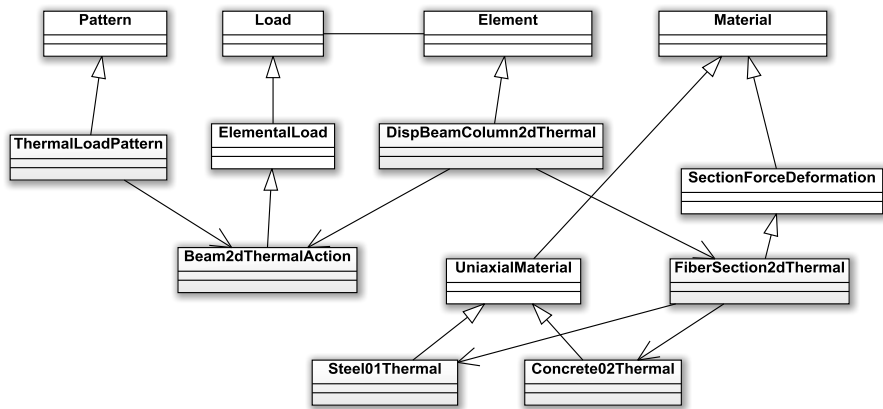 Pattern
Load
Element
Material
ThermalLoadPattern
ElementalLoad
DispBeamColumn2dThermal
SectionForceDeformation
Beam2dThermalAction
UniaxialMaterial
FiberSection2dThermal
Steel01Thermal
Concrete02Thermal